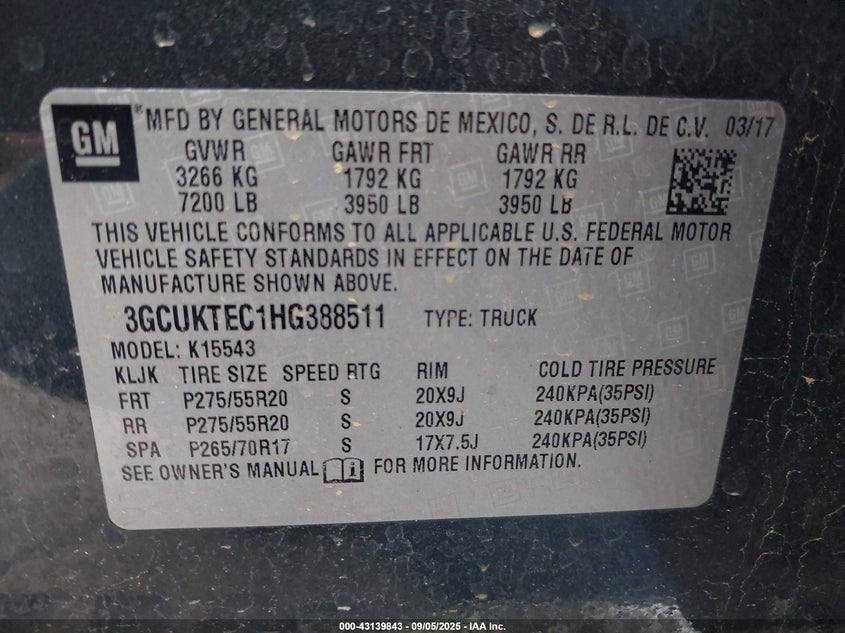 GM ® MFD BY GENERAL MOTORS DE MEXICO, S. DE R.L. DE C.V. 03/17
GVWR GAWR FRT GAWR RR
3266 KG 1792 KG 1792 KG
7200 LB 3950 LB 3950 LB
THIS VEHICLE CONFORMS TO ALL APPLICABLE U.S. FEDERAL MOTOR
VEHICLE SAFETY STANDARDS IN EFFECT ON THE DATE OF
MANUFACTURE SHOWN ABOVE.
3GCUKTEC1HG388511 TYPE: TRUCK
MODEL: K15543
KLJK TIRE SIZE SPEED RTG RIM COLD TIRE PRESSURE
FRT P275/55R20 S 20X9J 240KPA(35PSI)
RR P275/55R20 S 20X9J 240KPA(35PSI)
SPA P265/70R17 S 17X7.5J 240KPA(35PSI)
SEE OWNER'S MANUAL i FOR MORE INFORMATION.
000-43139843 - 09/05/2025 - IAA Inc.